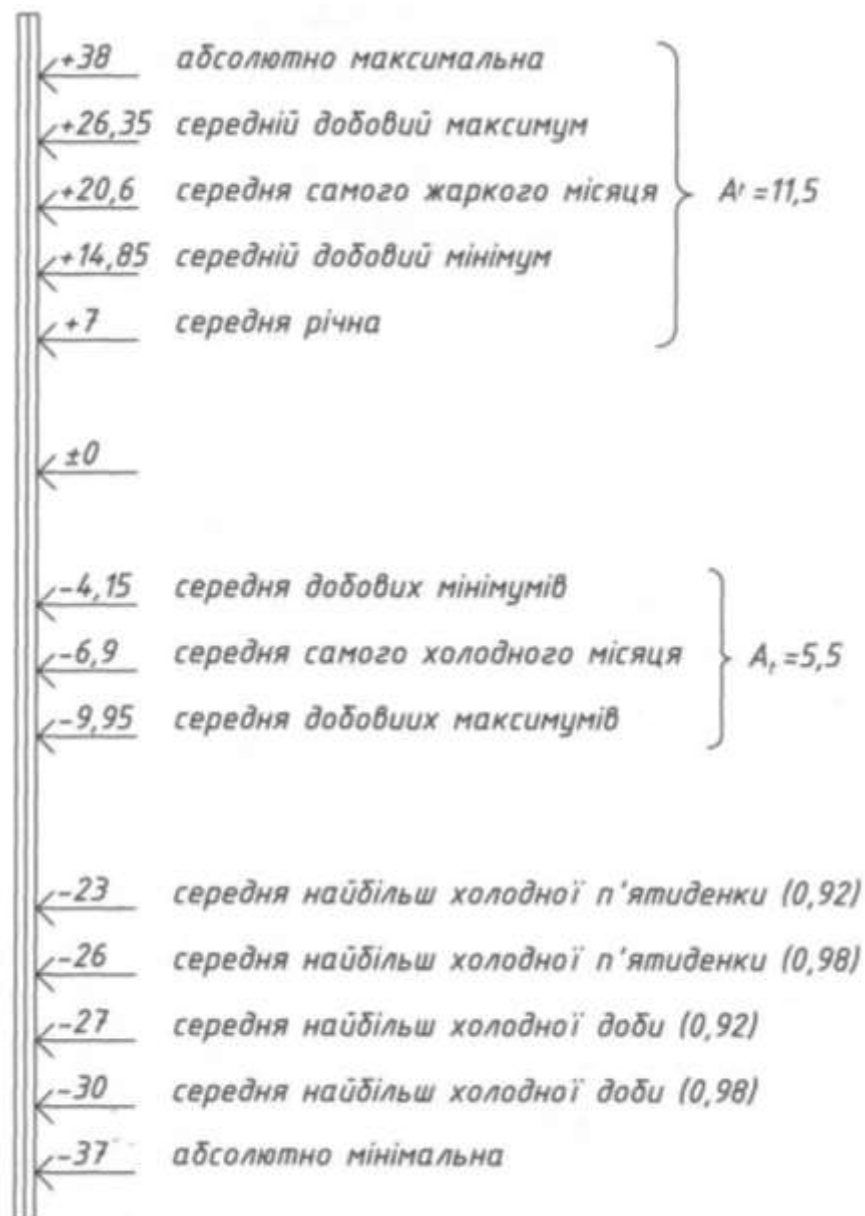 +38 абсолютно максимальна
+26,35 середній добовий максимум
+20,6 середня самого жаркого місяця
Aᵗ =11,5
+14,85 середній добовий мінімум
+7 середня річна
±0
-4,15 середня добових мінімумів
-6,9 середня самого холодного місяця
Aₜ =5,5
-9,95 середня добовиих максимумів
-23 середня найбільш холодної п'ятиденки (0,92)
-26 середня найбільш холодної п'ятиденки (0,98)
-27 середня найбільш холодної доби (0,92)
-30 середня найбільш холодної доби (0,98)
-37 абсолютно мінімальна